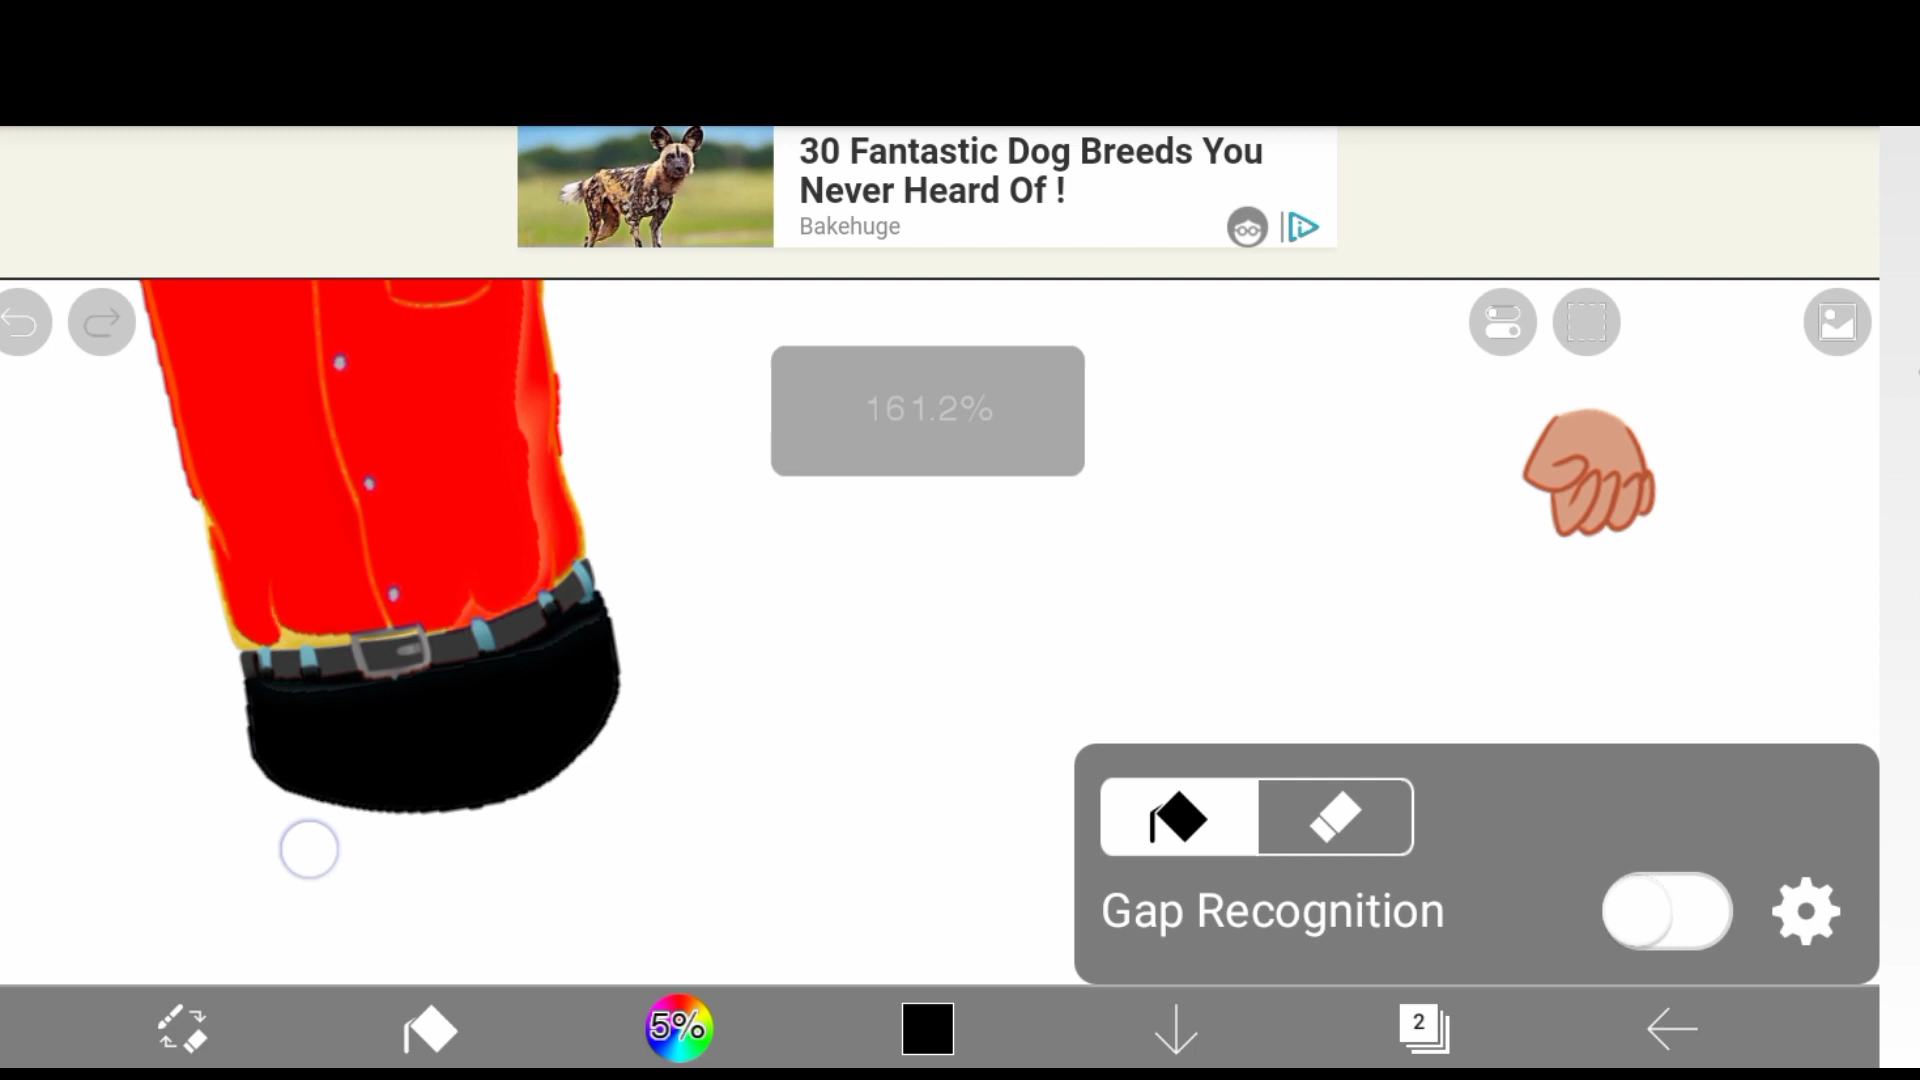 30 Fantastic Dog Breeds You
Never Heard Of !
Bakehuge
161.2%
Gap Recognition
5%
2